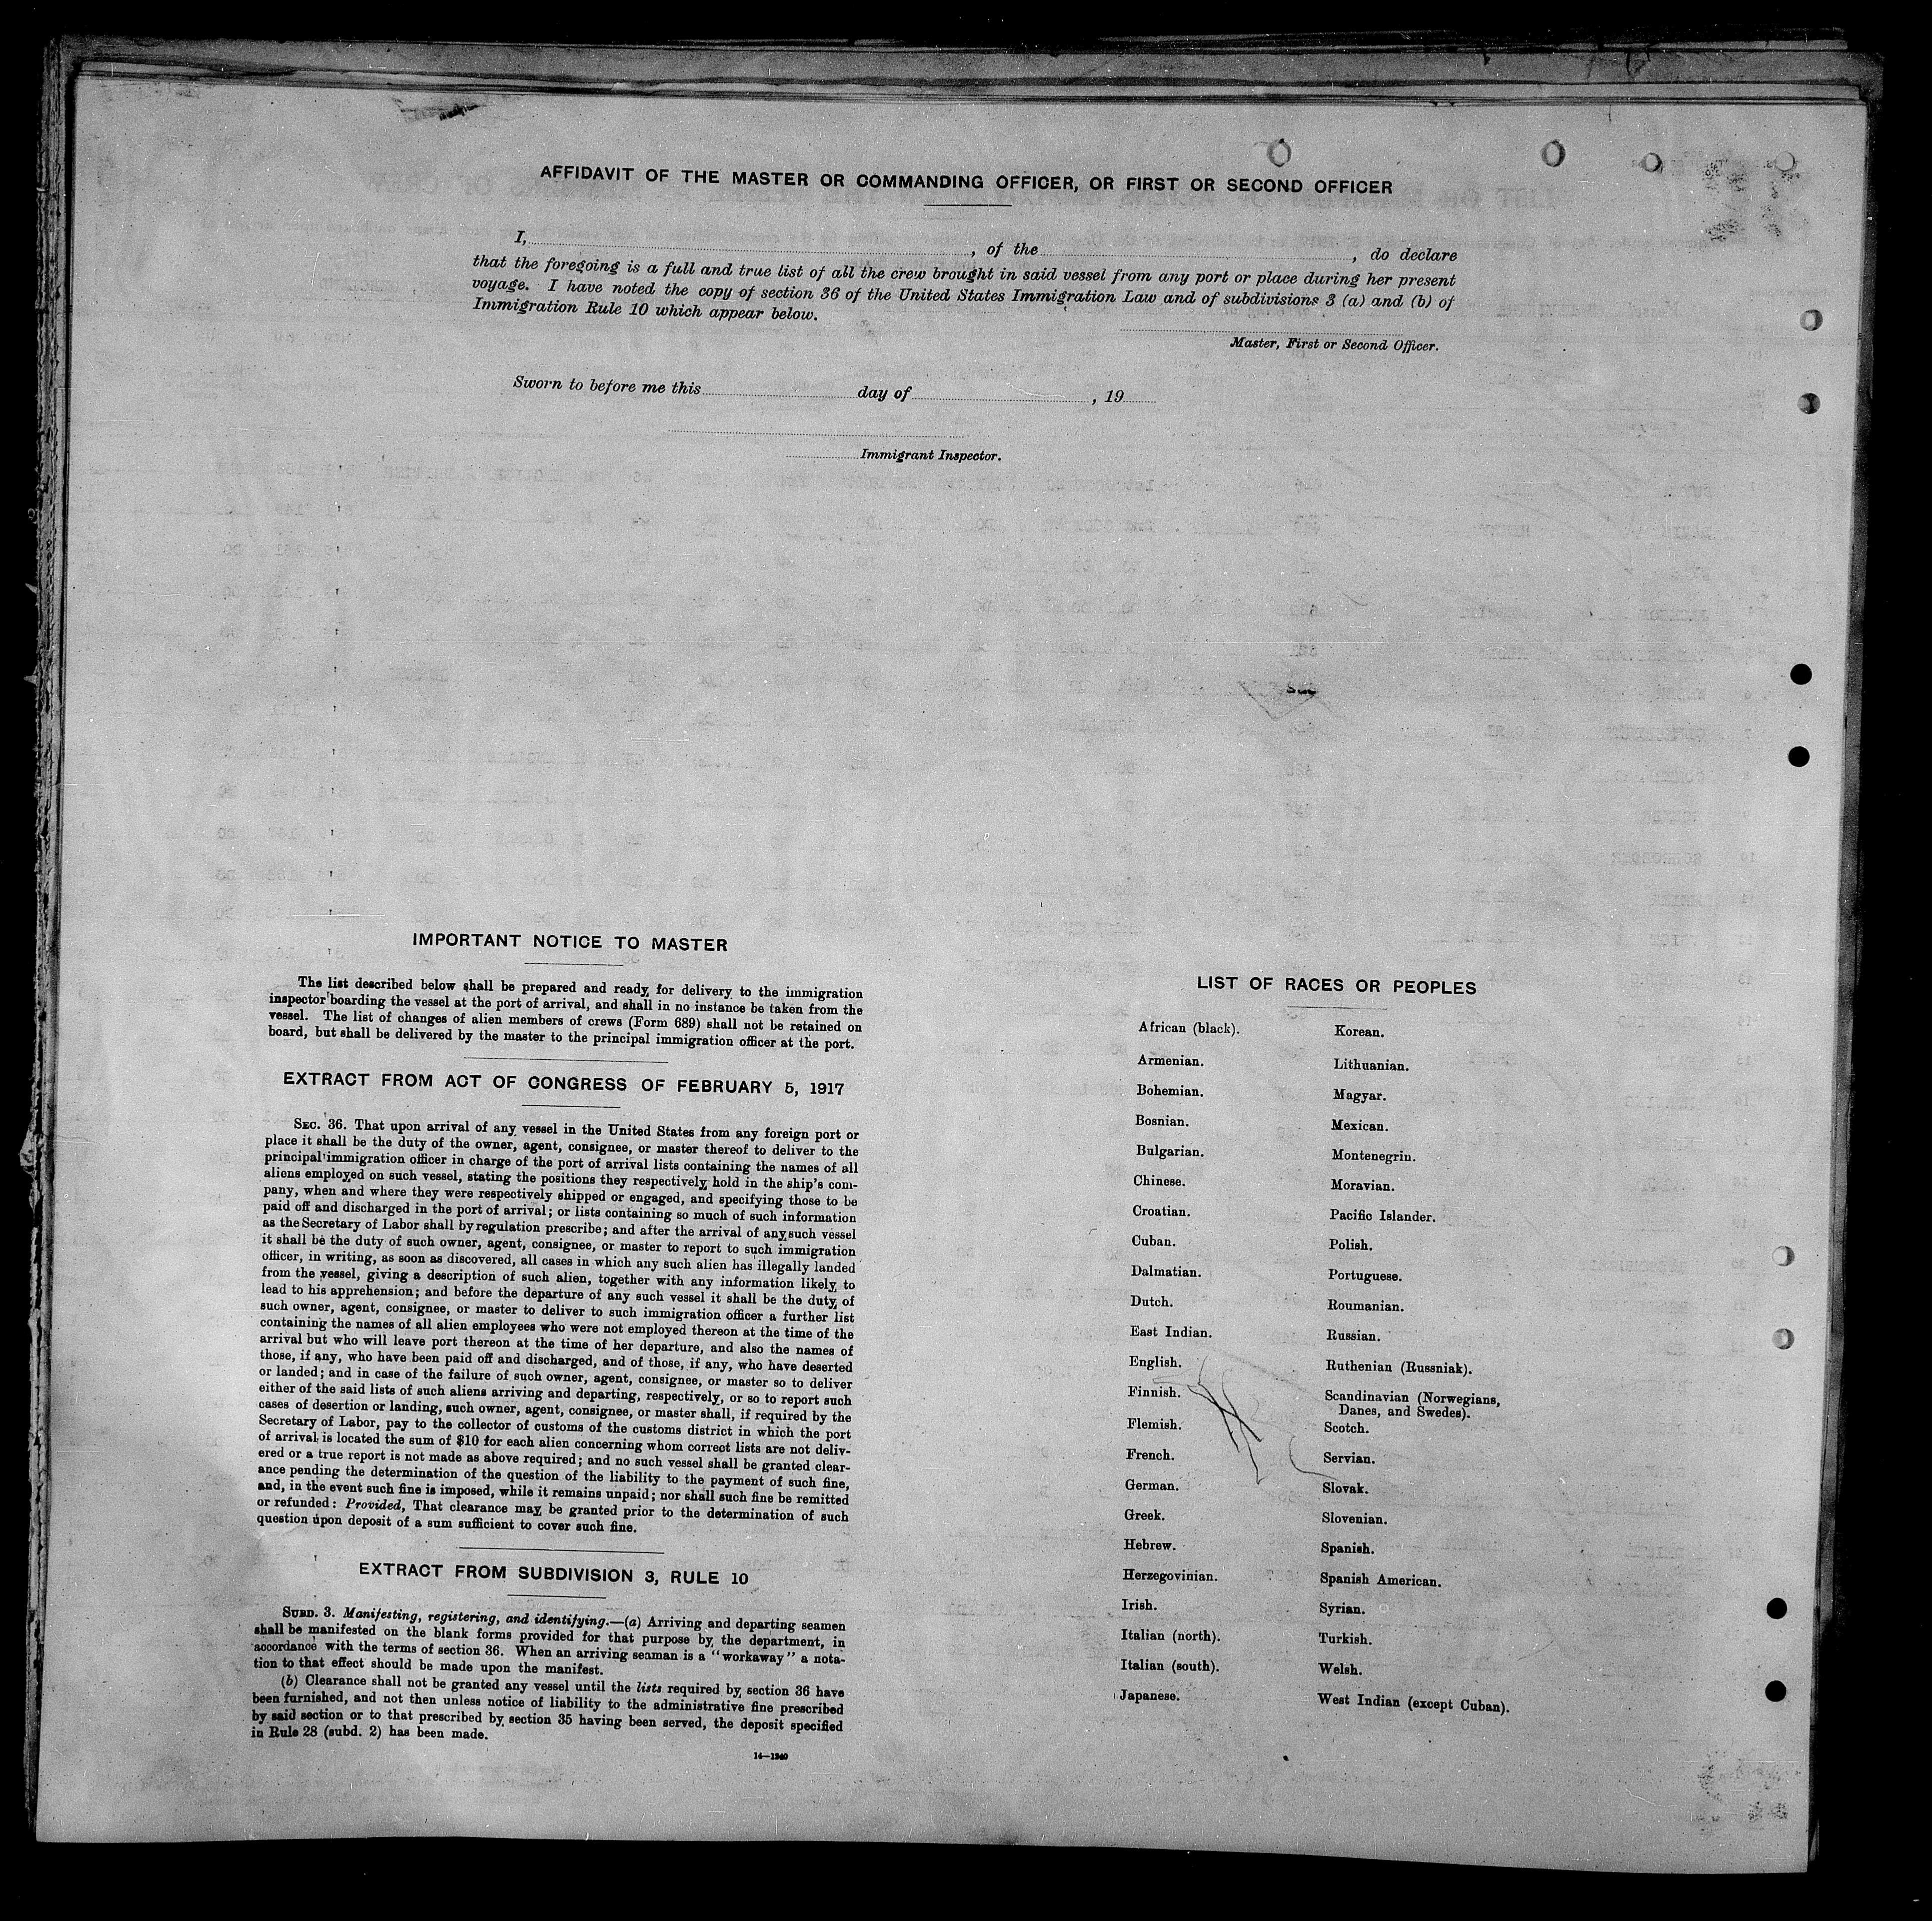 AFFIDAVIT OF THE MASTER OR COMMANDING OFFICER, OR FIRST OR SECOND OFFICER
I, , of the , do declare
that the foregoing is a full and true list of all the crew brought in said vessel from any port or place during her present
voyage. I have noted the copy of section 36 of the United States Immigration Law and of subdivisions 3 (a) and (b) of
Immigration Rule 10 which appear below.
Master, First or Second Officer.
Sworn to before me this day of , 19
Immigrant Inspector.
IMPORTANT NOTICE TO MASTER
The list described below shall be prepared and ready for delivery to the immigration
inspector boarding the vessel at the port of arrival, and shall in no instance be taken from the
vessel. The list of changes of alien members of crews (Form 689) shall not be retained on
board, but shall be delivered by the master to the principal immigration officer at the port.
EXTRACT FROM ACT OF CONGRESS OF FEBRUARY 5, 1917
SEC. 36. That upon arrival of any vessel in the United States from any foreign port or
place it shall be the duty of the owner, agent, consignee, or master thereof to deliver to the
principal immigration officer in charge of the port of arrival lists containing the names of all
aliens employed on such vessel, stating the positions they respectively hold in the ship's com-
pany, when and where they were respectively shipped or engaged, and specifying those to be
paid off and discharged in the port of arrival; or lists containing so much of such information
as the Secretary of Labor shall by regulation prescribe; and after the arrival of any such vessel
it shall be the duty of such owner, agent, consignee, or master to report to such immigration
officer, in writing, as soon as discovered, all cases in which any such alien has illegally landed
from the vessel, giving a description of such alien, together with any information likely to
lead to his apprehension; and before the departure of any such vessel it shall be the duty of
such owner, agent, consignee, or master to deliver to such immigration officer a further list
containing the names of all alien employees who were not employed thereon at the time of the
arrival but who will leave port thereon at the time of her departure, and also the names of
those, if any, who have been paid off and discharged, and of those, if any, who have deserted
or landed; and in case of the failure of such owner, agent, consignee, or master so to deliver
either of the said lists of such aliens arriving and departing, respectively, or so to report such
cases of desertion or landing, such owner, agent, consignee, or master shall, if required by the
Secretary of Labor, pay to the collector of customs of the customs district in which the port
of arrival is located the sum of $10 for each alien concerning whom correct lists are not deliv-
ered or a true report is not made as above required; and no such vessel shall be granted clear-
ance pending the determination of the question of the liability to the payment of such fine,
and, in the event such fine is imposed, while it remains unpaid; nor shall such fine be remitted
or refunded: Provided, That clearance may be granted prior to the determination of such
question upon deposit of a sum sufficient to cover such fine.
EXTRACT FROM SUBDIVISION 3, RULE 10
SUBD. 3. Manifesting, registering, and identifying.—(a) Arriving and departing seamen
shall be manifested on the blank forms provided for that purpose by the department, in
accordance with the terms of section 36. When an arriving seaman is a "workaway" a nota-
tion to that effect should be made upon the manifest.
(b) Clearance shall not be granted any vessel until the lists required by section 36 have
been furnished, and not then unless notice of liability to the administrative fine prescribed
by said section or to that prescribed by section 35 having been served, the deposit specified
in Rule 28 (subd. 2) has been made.
14—1240
LIST OF RACES OR PEOPLES
African (black).
Armenian.
Bohemian.
Bosnian.
Bulgarian.
Chinese.
Croatian.
Cuban.
Dalmatian.
Dutch.
East Indian.
English.
Finnish.
Flemish.
French.
German.
Greek.
Hebrew.
Herzegovinian.
Irish.
Italian (north).
Italian (south).
Japanese.
Korean.
Lithuanian.
Magyar.
Mexican.
Montenegrin.
Moravian.
Pacific Islander.
Polish.
Portuguese.
Roumanian.
Russian.
Ruthenian (Russniak).
Scandinavian (Norwegians,
Danes, and Swedes).
Scotch.
Servian.
Slovak.
Slovenian.
Spanish.
Spanish American.
Syrian.
Turkish.
Welsh.
West Indian (except Cuban).